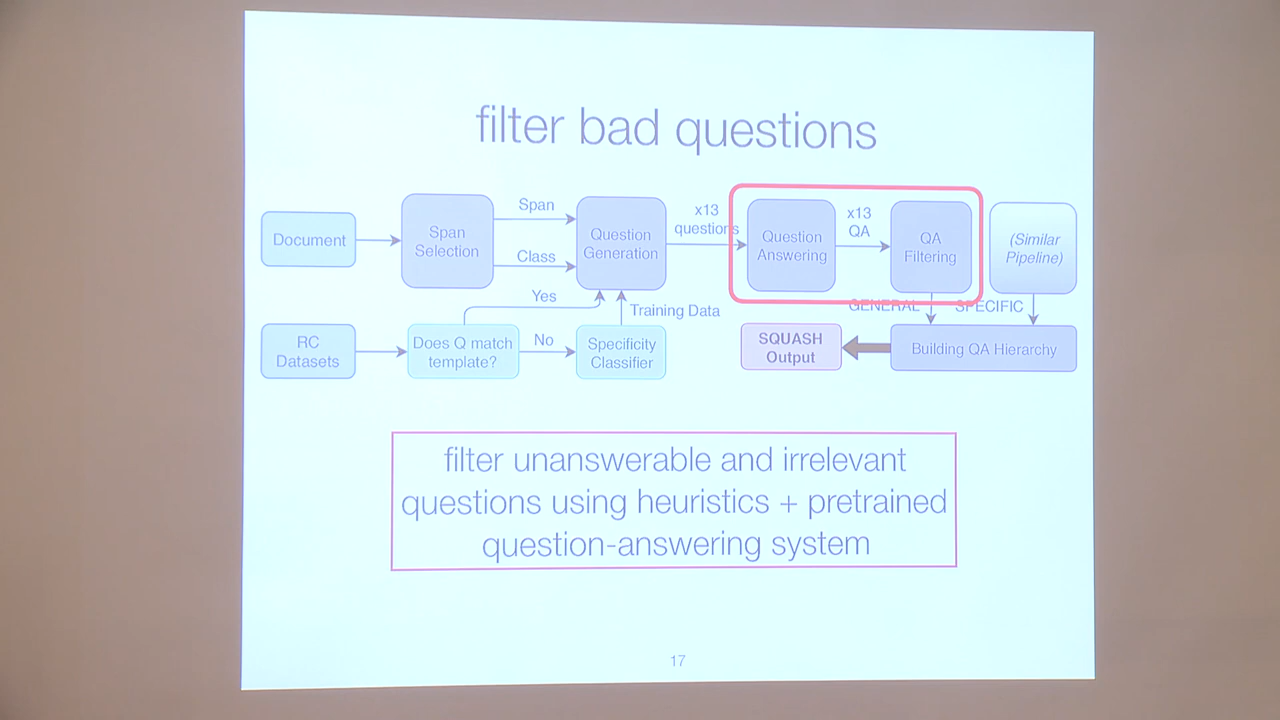 filter bad questions
Document
Span
Selection
Span
Class
Question
Generation
x13
questions
Question
Answering
x13
QA
QA
Filtering
(Similar
Pipeline)
Yes
Training Data
GENERAL
SPECIFIC
RC
Datasets
Does Q match
template?
No
Specificity
Classifier
SQUASH
Output
Building QA Hierarchy
filter unanswerable and irrelevant
questions using heuristics + pretrained
question-answering system
17